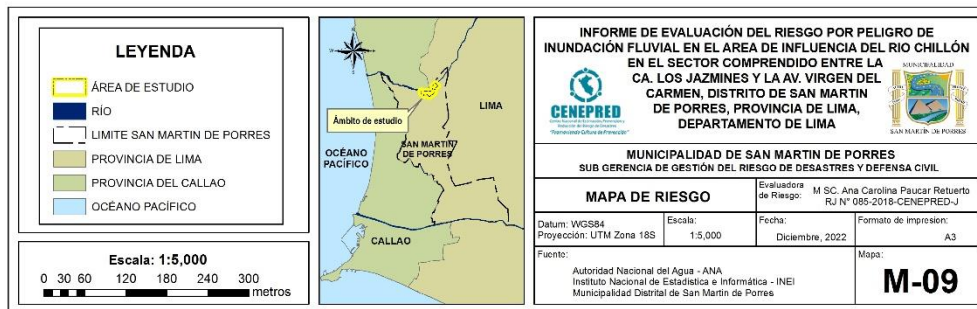 LEYENDA
ÁREA DE ESTUDIO
RÍO
LIMITE SAN MARTIN DE PORRES
PROVINCIA DE LIMA
PROVINCIA DEL CALLAO
OCÉANO PACÍFICO
Escala: 1:5,000
0 30 60 120 180 240 300
metros
Ámbito de estudio
LIMA
OCÉANO
PACÍFICO
SAN MARTIN
DE PORRES
CALLAO
INFORME DE EVALUACIÓN DEL RIESGO POR PELIGRO DE
INUNDACIÓN FLUVIAL EN EL AREA DE INFLUENCIA DEL RIO CHILLÓN
EN EL SECTOR COMPRENDIDO ENTRE LA
CA. LOS JAZMINES Y LA AV. VIRGEN DEL
CARMEN, DISTRITO DE SAN MARTIN
DE PORRES, PROVINCIA DE LIMA,
DEPARTAMENTO DE LIMA
CENEPRED
MUNICIPALIDAD
SAN MARTÍN DE PORRES
MUNICIPALIDAD DE SAN MARTIN DE PORRES
SUB GERENCIA DE GESTIÓN DEL RIESGO DE DESASTRES Y DEFENSA CIVIL
MAPA DE RIESGO
Evaluadora de Riesgo: M SC. Ana Carolina Paucar Retuerto
RJ N° 085-2018-CENEPRED-J
Datum: WGS84
Proyección: UTM Zona 18S
Escala:
1:5,000
Fecha:
Diciembre, 2022
Formato de impresion:
A3
Fuente:
Autoridad Nacional del Agua - ANA
Instituto Nacional de Estadistica e Informática - INEI
Municipalidad Distrital de San Martin de Porres
Mapa:
M-09